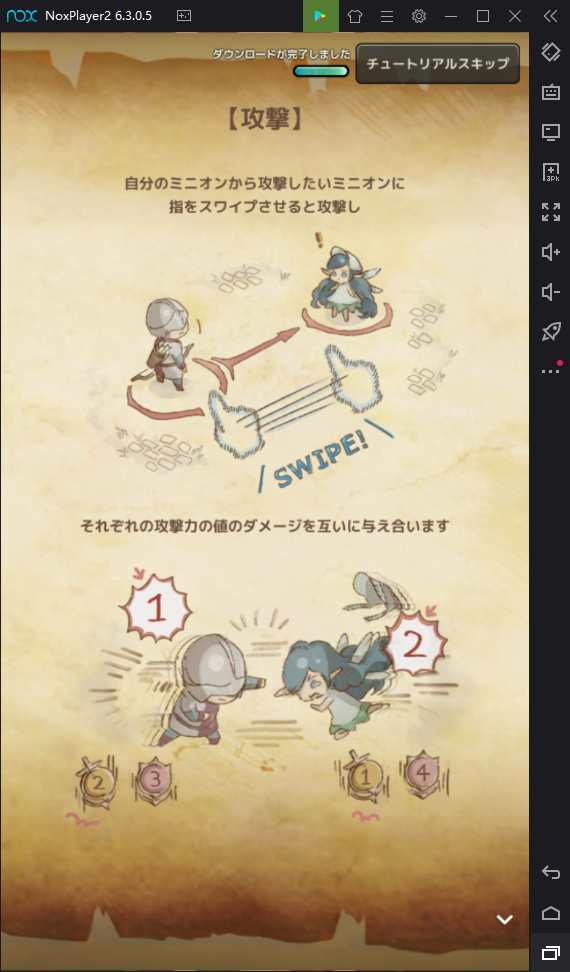 NoxPlayer2 6.3.0.5
ダウンロードが完了しました
チュートリアルスキップ
【攻撃】
自分のミニオンから攻撃したいミニオンに
指をスワイプさせると攻撃し
!
SWIPE!
それぞれの攻撃力の値のダメージを互いに与え合います
1
2
2
3
1
4